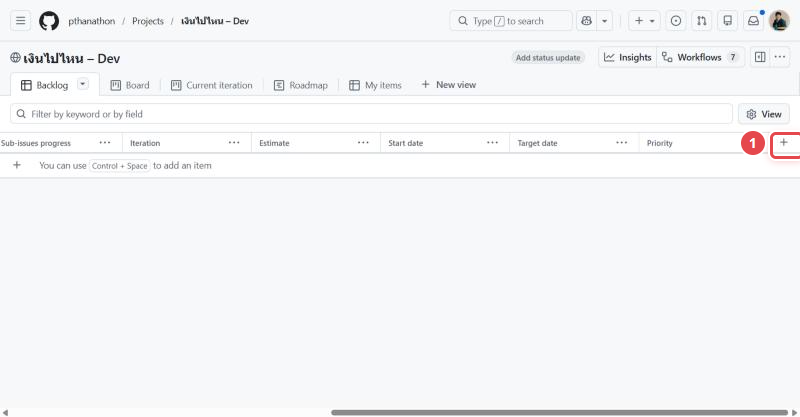 pthanathon / Projects / เงินไปไหน – Dev
Type / to search
เงินไปไหน – Dev
Add status update
Insights
Workflows 7
Backlog
Board
Current iteration
Roadmap
My items
+ New view
Filter by keyword or by field
View
Sub-issues progress
Iteration
Estimate
Start date
Target date
Priority
1
+
+ You can use Control + Space to add an item